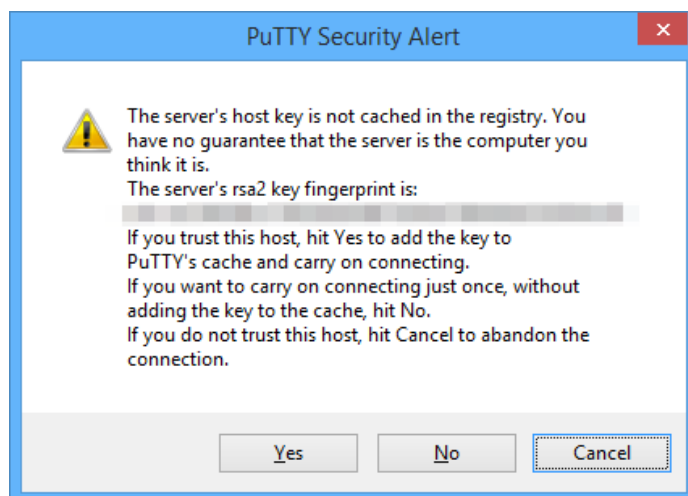 PuTTY Security Alert
The server's host key is not cached in the registry. You
have no guarantee that the server is the computer you
think it is.
The server's rsa2 key fingerprint is:
If you trust this host, hit Yes to add the key to
PuTTY's cache and carry on connecting.
If you want to carry on connecting just once, without
adding the key to the cache, hit No.
If you do not trust this host, hit Cancel to abandon the
connection.
Yes
No
Cancel